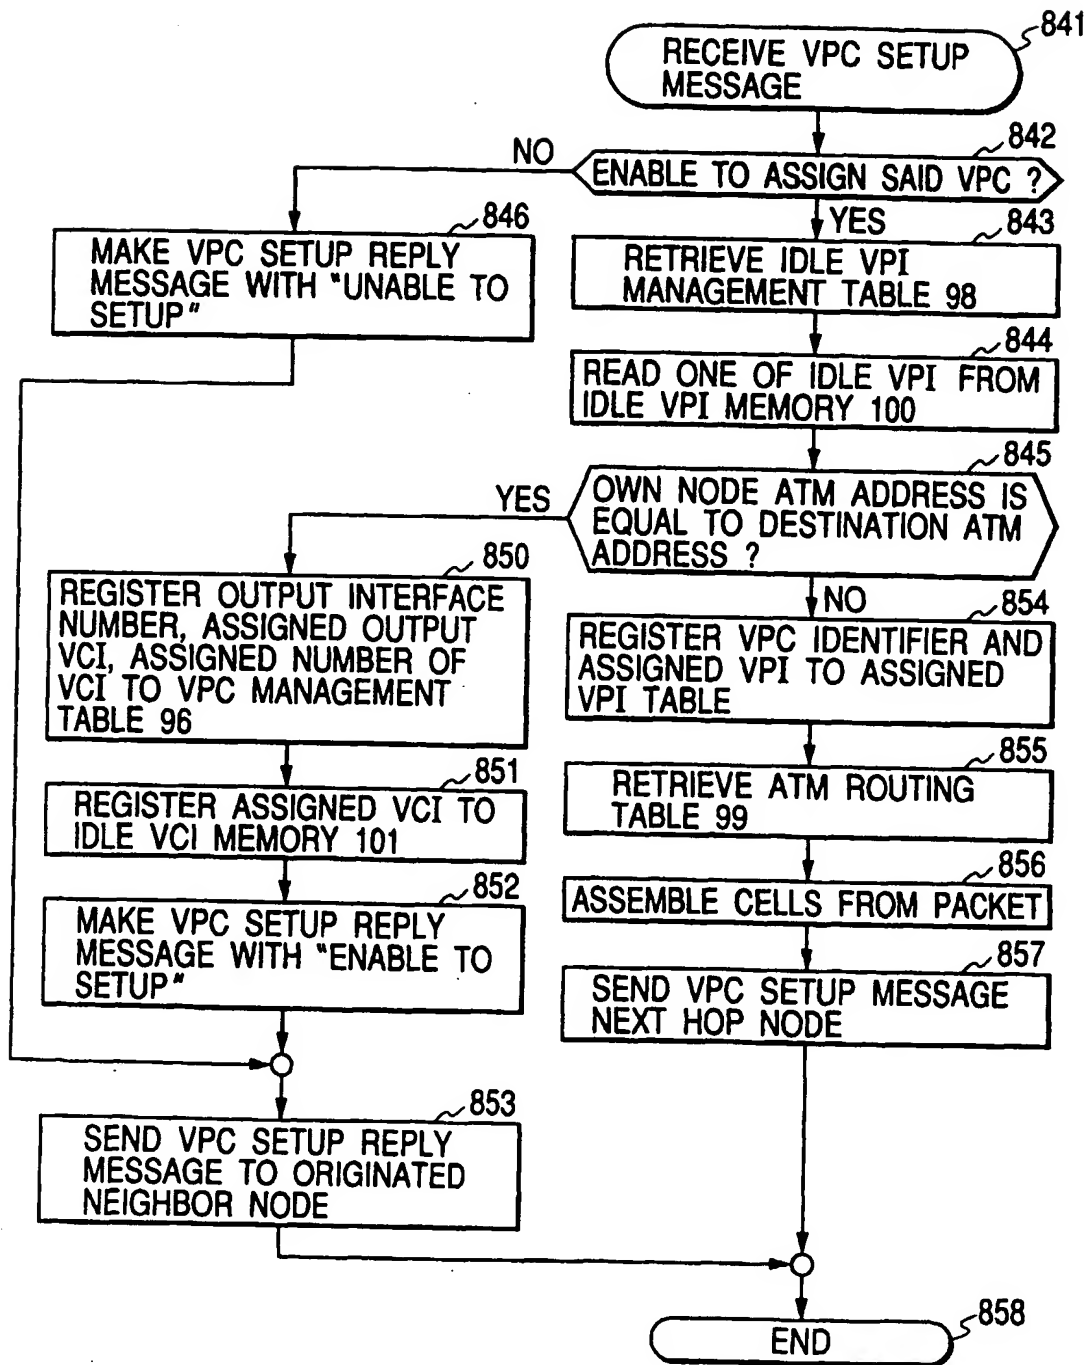 841
RECEIVE VPC SETUP
MESSAGE
842
ENABLE TO ASSIGN SAID VPC ?
NO
YES
846
MAKE VPC SETUP REPLY
MESSAGE WITH "UNABLE TO
SETUP"
843
RETRIEVE IDLE VPI
MANAGEMENT TABLE 98
844
READ ONE OF IDLE VPI FROM
IDLE VPI MEMORY 100
845
OWN NODE ATM ADDRESS IS
EQUAL TO DESTINATION ATM
ADDRESS ?
YES
NO
850
REGISTER OUTPUT INTERFACE
NUMBER, ASSIGNED OUTPUT
VCI, ASSIGNED NUMBER OF
VCI TO VPC MANAGEMENT
TABLE 96
851
REGISTER ASSIGNED VCI TO
IDLE VCI MEMORY 101
852
MAKE VPC SETUP REPLY
MESSAGE WITH "ENABLE TO
SETUP"
853
SEND VPC SETUP REPLY
MESSAGE TO ORIGINATED
NEIGHBOR NODE
854
REGISTER VPC IDENTIFIER AND
ASSIGNED VPI TO ASSIGNED
VPI TABLE
855
RETRIEVE ATM ROUTING
TABLE 99
856
ASSEMBLE CELLS FROM PACKET
857
SEND VPC SETUP MESSAGE
NEXT HOP NODE
858
END